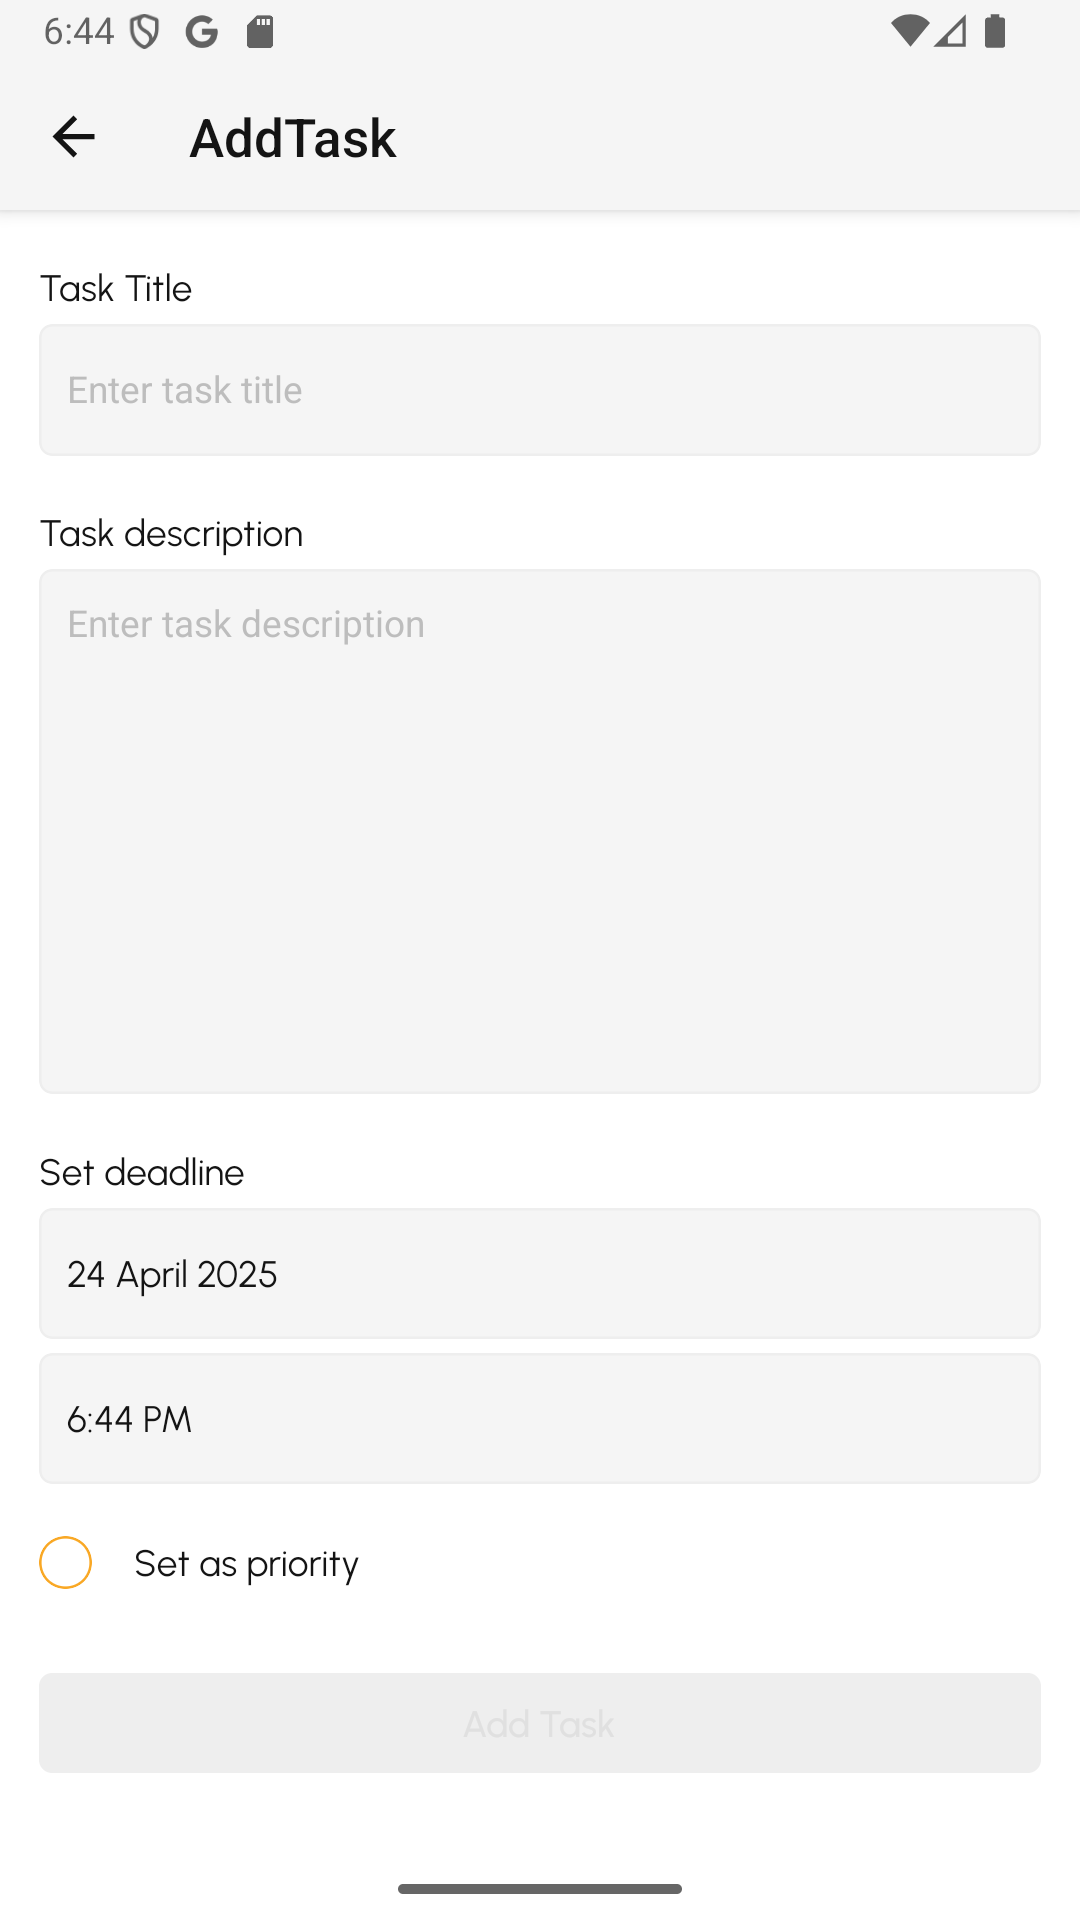 6:44
AddTask
Task Title
Enter task title
Task description
Enter task description
Set deadline
24 April 2025
6:44 PM
Set as priority
Add Task